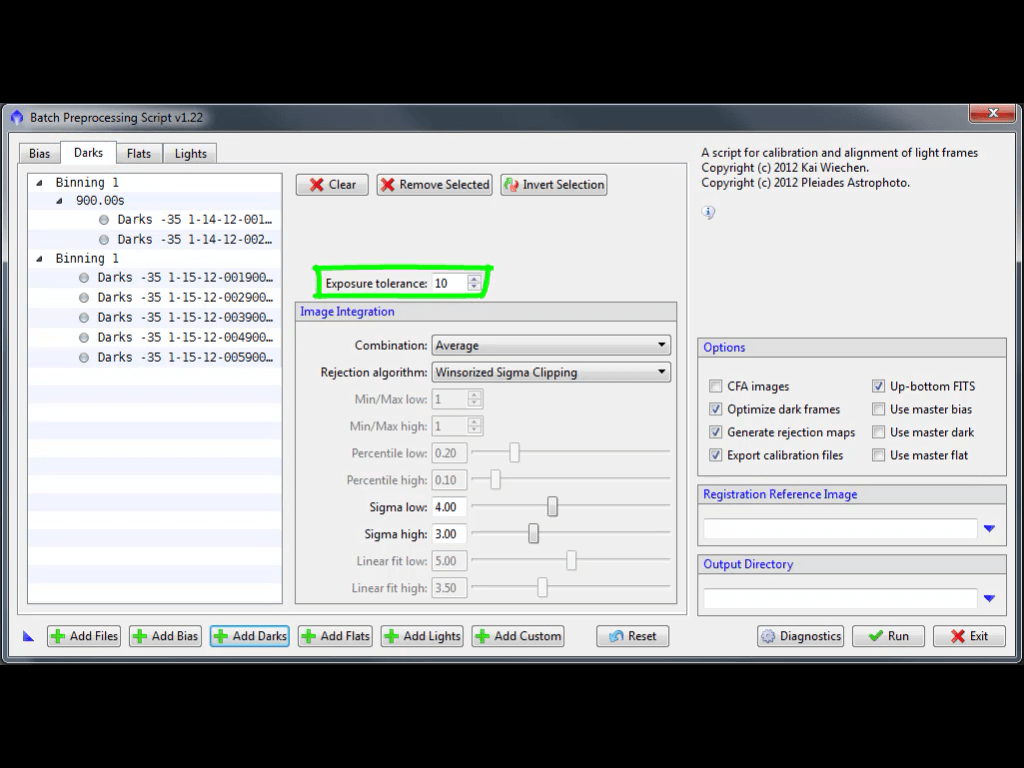 Batch Preprocessing Script v1.22
Bias Darks Flats Lights
Binning 1
900.00s
Darks -35 1-14-12-001…
Darks -35 1-14-12-002…
Binning 1
Darks -35 1-15-12-001900…
Darks -35 1-15-12-002900…
Darks -35 1-15-12-003900…
Darks -35 1-15-12-004900…
Darks -35 1-15-12-005900…
Clear Remove Selected Invert Selection
Exposure tolerance: 10
Image Integration
Combination: Average
Rejection algorithm: Winsorized Sigma Clipping
Min/Max low: 1
Min/Max high: 1
Percentile low: 0.20
Percentile high: 0.10
Sigma low: 4.00
Sigma high: 3.00
Linear fit low: 5.00
Linear fit high: 3.50
A script for calibration and alignment of light frames
Copyright (c) 2012 Kai Wiechen.
Copyright (c) 2012 Pleiades Astrophoto.
Options
CFA images Up-bottom FITS
Optimize dark frames Use master bias
Generate rejection maps Use master dark
Export calibration files Use master flat
Registration Reference Image
Output Directory
Add Files Add Bias Add Darks Add Flats Add Lights Add Custom Reset Diagnostics Run Exit